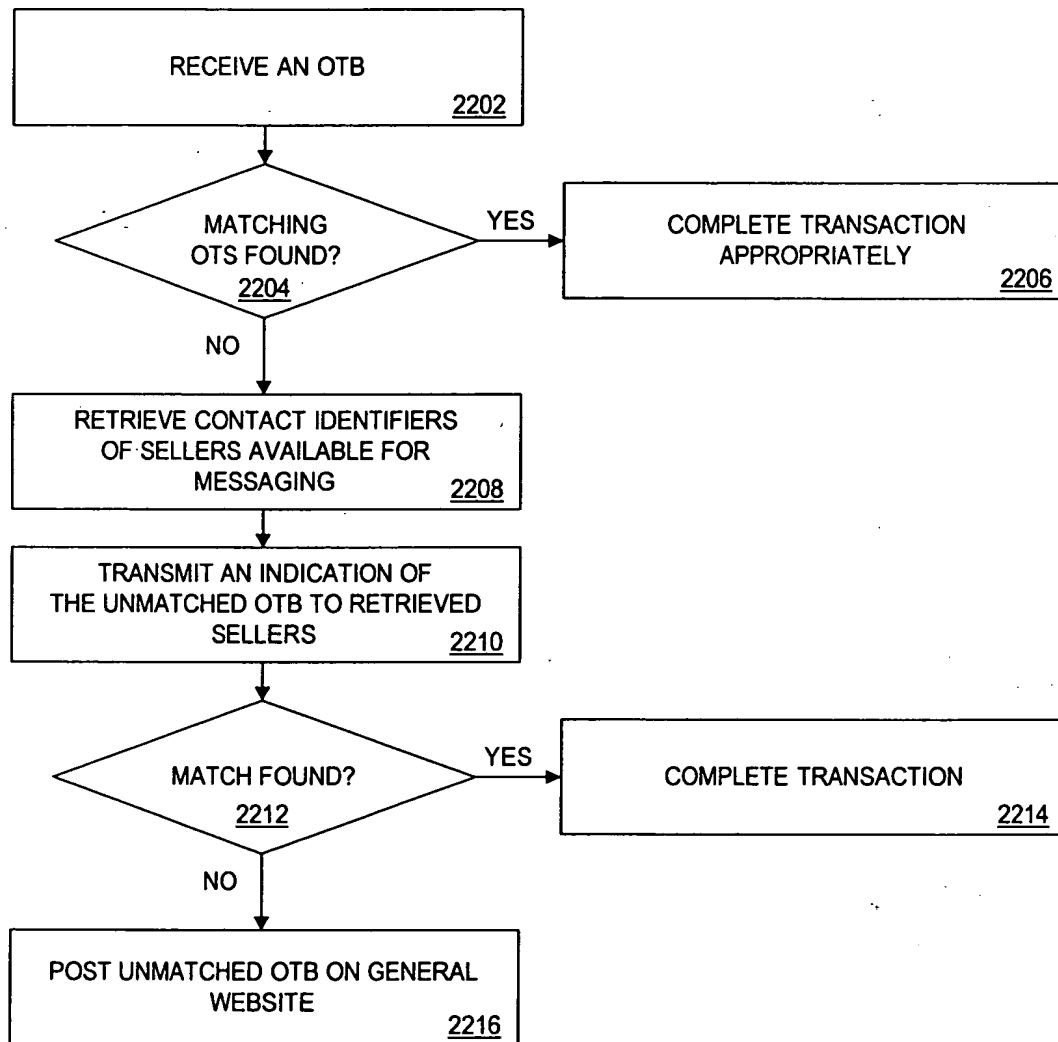 RECEIVE AN OTB
2202
MATCHING
OTS FOUND?
2204
YES
COMPLETE TRANSACTION
APPROPRIATELY
2206
NO
RETRIEVE CONTACT IDENTIFIERS
OF SELLERS AVAILABLE FOR
MESSAGING
2208
TRANSMIT AN INDICATION OF
THE UNMATCHED OTB TO RETRIEVED
SELLERS
2210
MATCH FOUND?
2212
YES
COMPLETE TRANSACTION
2214
NO
POST UNMATCHED OTB ON GENERAL
WEBSITE
2216